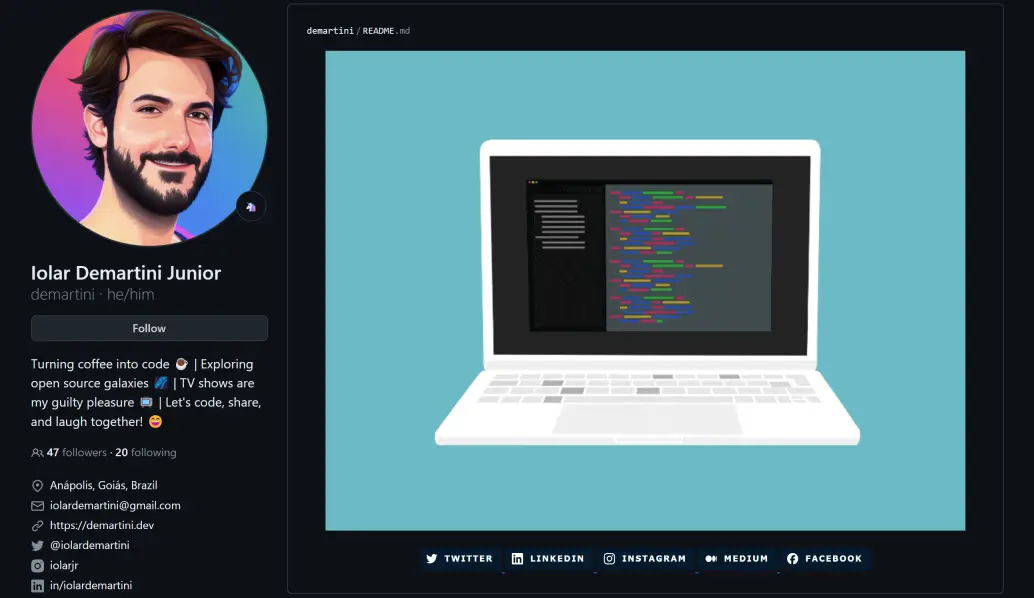 Iolar Demartini Junior
demartini · he/him
Follow
Turning coffee into code ☕ | Exploring
open source galaxies 🌌 | TV shows are
my guilty pleasure 📺 | Let's code, share,
and laugh together! 😄
47 followers · 20 following
Anápolis, Goiás, Brazil
iolardemartini@gmail.com
https://demartini.dev
@iolardemartini
iolarjr
in/iolardemartini
demartini / README.md
TWITTER
LINKEDIN
INSTAGRAM
MEDIUM
FACEBOOK